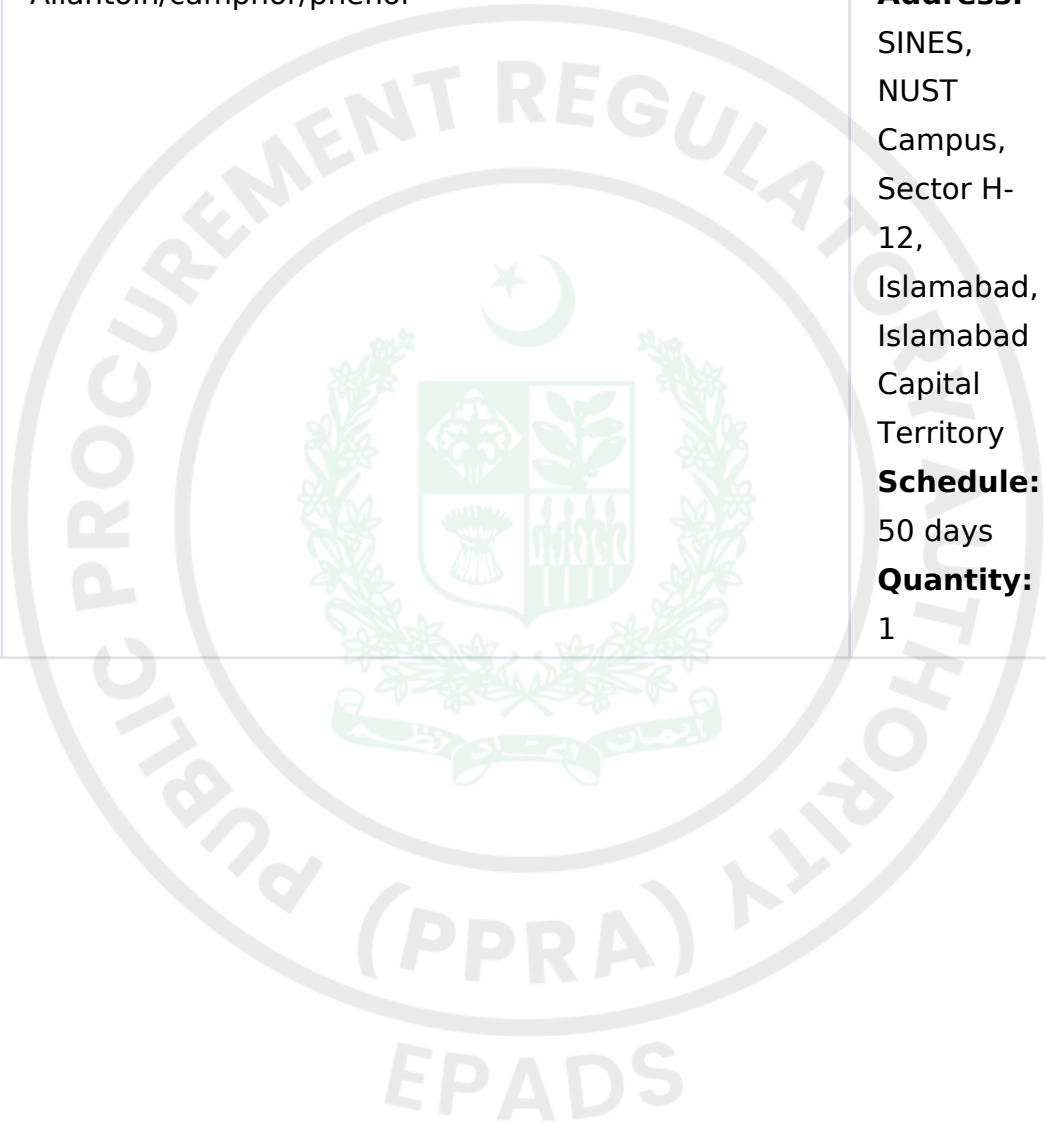 Allantoin/camphor/phenol
Address:
SINES,
NUST
Campus,
Sector H-
12,
Islamabad,
Islamabad
Capital
Territory
Schedule:
50 days
Quantity:
1
PUBLIC PROCUREMENT REGULATORY AUTHORITY
(PPRA)
EPADS